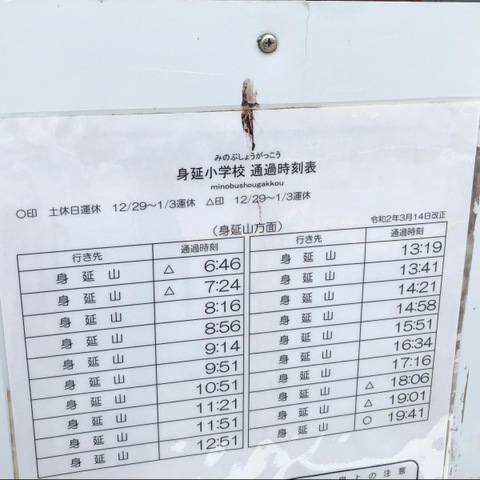 みのぶしょうがっこう
身延小学校 通過時刻表
minobushougakkou
○印 土休日運休 12/29～1/3運休 △印 12/29～1/3運休
令和2年3月14日改正
（身延山方面）
行き先 通過時刻
身延山 △ 6:46
身延山 △ 7:24
身延山 8:16
身延山 8:56
身延山 9:14
身延山 9:51
身延山 10:51
身延山 11:21
身延山 11:51
身延山 12:51
行き先 通過時刻
身延山 13:19
身延山 13:41
身延山 14:21
身延山 14:58
身延山 15:51
身延山 16:34
身延山 17:16
身延山 △ 18:06
身延山 △ 19:01
身延山 ○ 19:41
上の注意